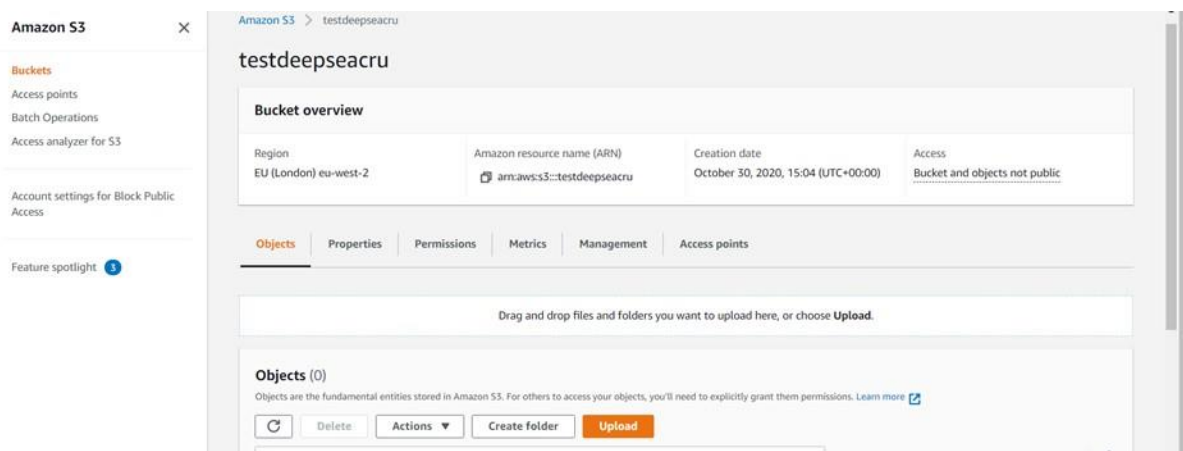 Amazon S3
Buckets
Access points
Batch Operations
Access analyzer for S3
Account settings for Block Public
Access
Feature spotlight 3
Amazon S3 > testdeepseacru
testdeepseacru
Bucket overview
Region
EU (London) eu-west-2
Amazon resource name (ARN)
arn:aws:s3:::testdeepseacru
Creation date
October 30, 2020, 15:04 (UTC+00:00)
Access
Bucket and objects not public
Objects Properties Permissions Metrics Management Access points
Drag and drop files and folders you want to upload here, or choose Upload.
Objects (0)
Objects are the fundamental entities stored in Amazon S3. For others to access your objects, you'll need to explicitly grant them permissions. Learn more
Delete Actions Create folder Upload